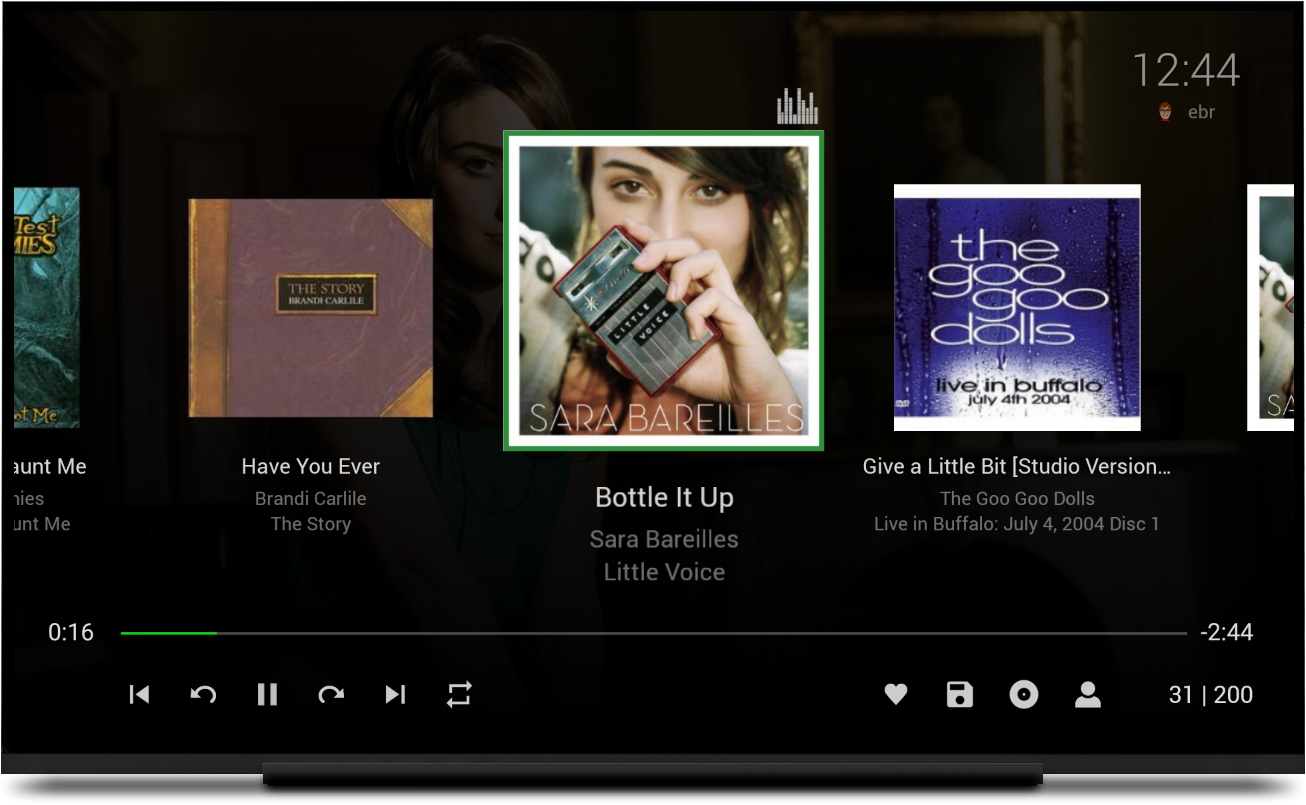 12:44
ebr
Test
MIES
THE STORY
BRANDI CARLILE
LITTLE
VOICE
SARA BAREILLES
the
goo
goo
dolls
live in buffalo
july 4th 2004
SA
ot Me
aunt Me
nies
unt Me
Have You Ever
Brandi Carlile
The Story
Bottle It Up
Sara Bareilles
Little Voice
Give a Little Bit [Studio Version...
The Goo Goo Dolls
Live in Buffalo: July 4, 2004 Disc 1
0:16
-2:44
31 | 200